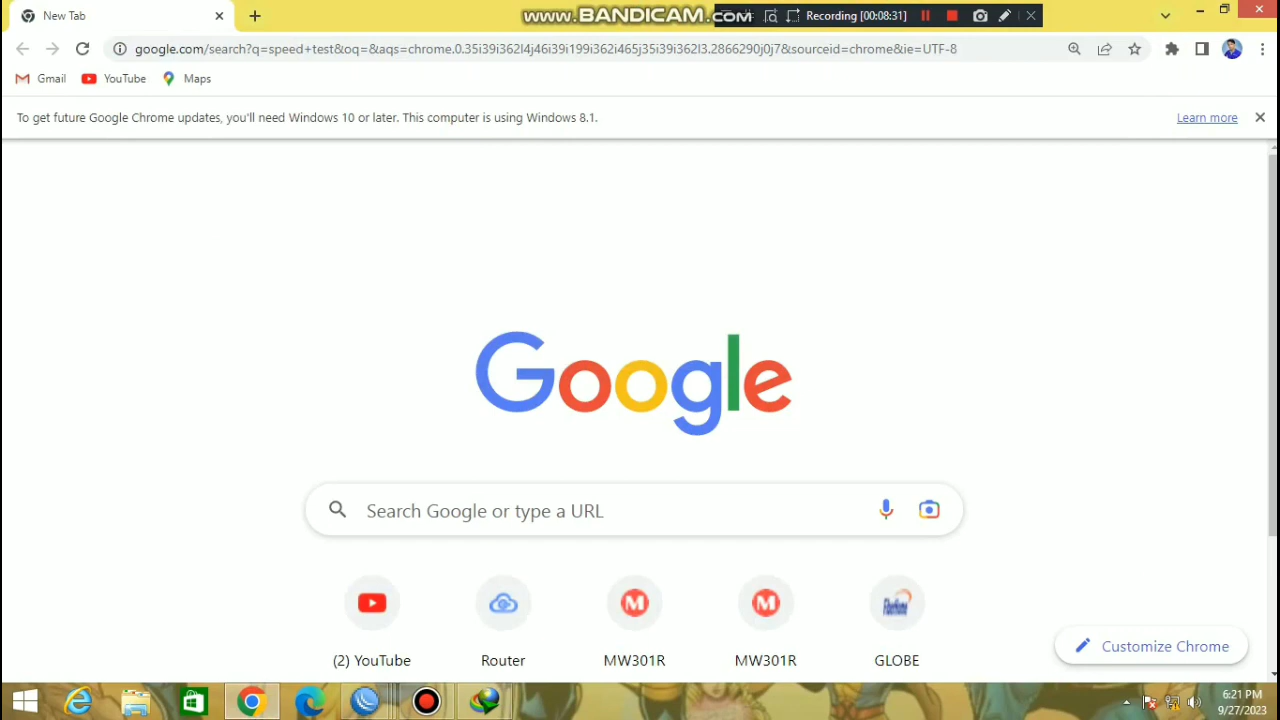 New Tab
www.BANDICAM.com
Recording [00:08:31]
google.com/search?q=speed+test&oq=&aqs=chrome.0.35i39i362l4j46i39i199i362i465j35i39i362l3.2866290j0j7&sourceid=chrome&ie=UTF-8
Gmail
YouTube
Maps
To get future Google Chrome updates, you'll need Windows 10 or later. This computer is using Windows 8.1.
Learn more
Google
Search Google or type a URL
(2) YouTube
Router
MW301R
MW301R
GLOBE
Customize Chrome
6:21 PM
9/27/2023